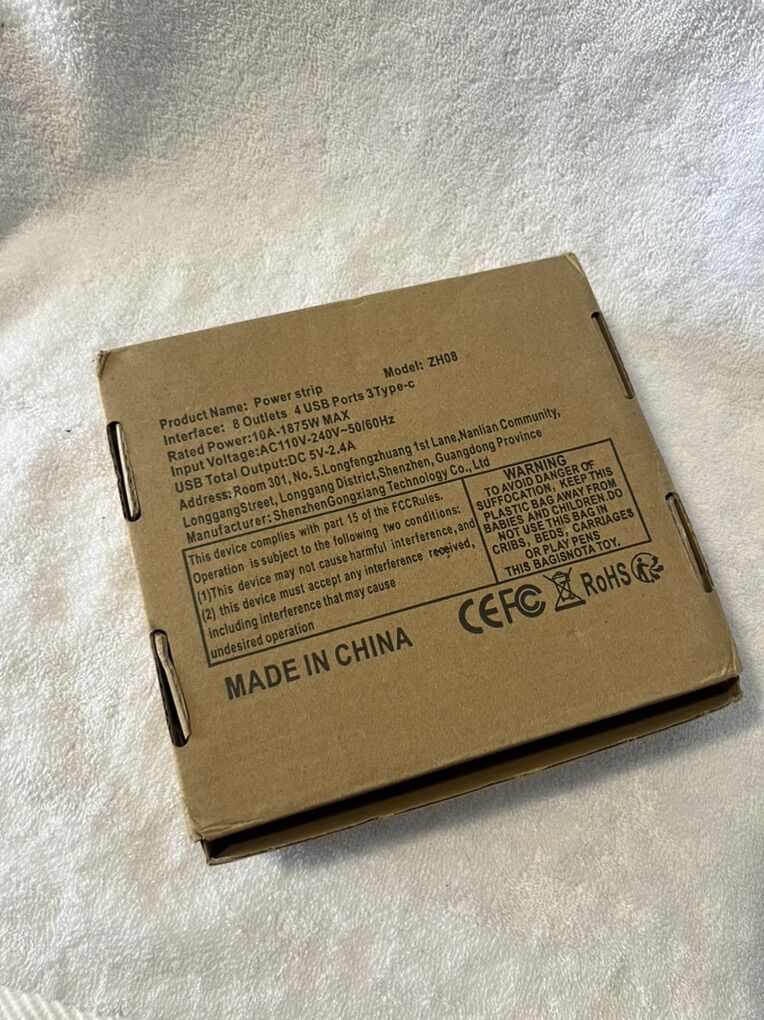 Product Name: Power strip Model: ZH08
Interface: 8 Outlets 4 USB Ports 3Type-c
Rated Power:10A-1875W MAX
Input Voltage:AC110V-240V~50/60Hz
USB Total Output:DC 5V-2.4A
Address:Room 301, No. 5.Longfengzhuang 1st Lane,Nanlian Community,
LonggangStreet, Longgang District,Shenzhen, Guangdong Province
Manufacturer: ShenzhenGongxiang Technology Co., Ltd
This device complies with part 15 of the FCCRules.
Operation is subject to the following two conditions:
(1)This device may not cause harmful interference,and
(2) this device must accept any interference received,
including interference that may cause
undesired operation
WARNING
TO AVOID DANGER OF
SUFFOCATION, KEEP THIS
PLASTIC BAG AWAY FROM
BABIES AND CHILDREN.DO
NOT USE THIS BAG IN
CRIBS, BEDS, CARRIAGES
OR PLAY PENS
THIS BAGISNOTA TOY.
MADE IN CHINA
CE FC RoHS